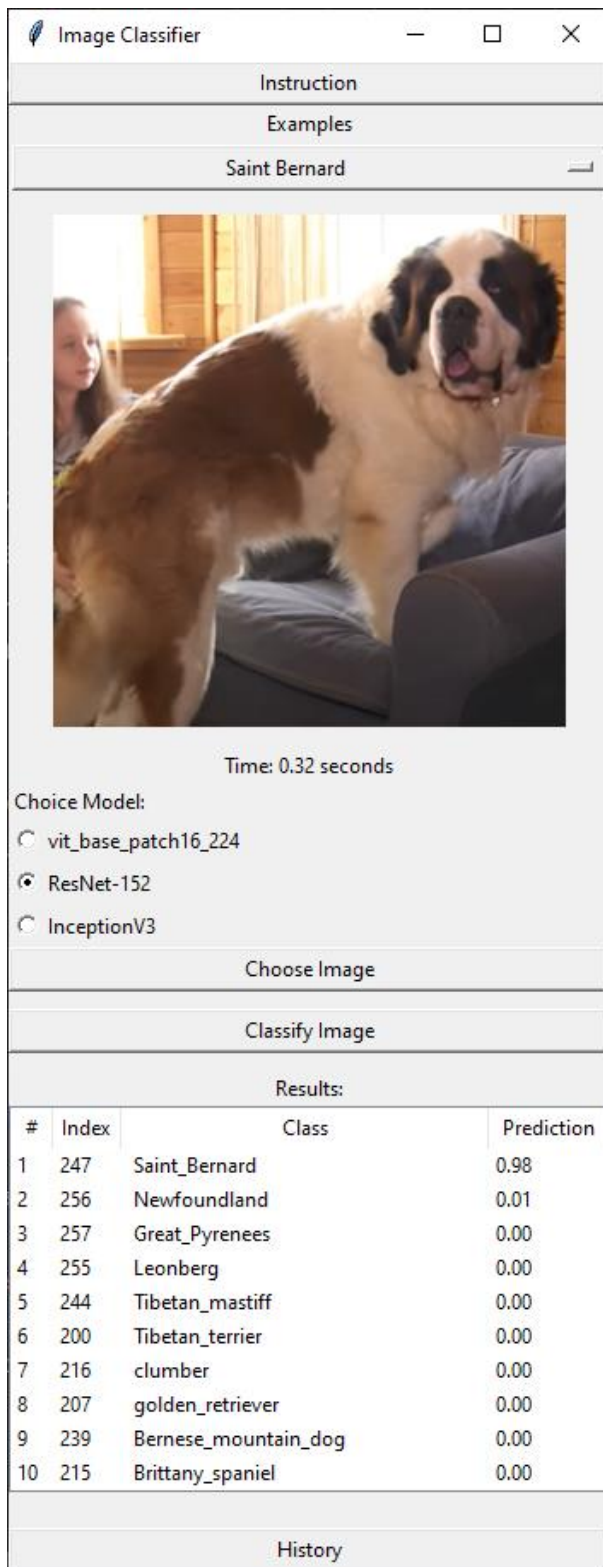 Image Classifier
Instruction
Examples
Saint Bernard
Time: 0.32 seconds
Choice Model:
vit_base_patch16_224
ResNet-152
InceptionV3
Choose Image
Classify Image
Results:
# Index Class Prediction
1 247 Saint_Bernard 0.98
2 256 Newfoundland 0.01
3 257 Great_Pyrenees 0.00
4 255 Leonberg 0.00
5 244 Tibetan_mastiff 0.00
6 200 Tibetan_terrier 0.00
7 216 clumber 0.00
8 207 golden_retriever 0.00
9 239 Bernese_mountain_dog 0.00
10 215 Brittany_spaniel 0.00
History